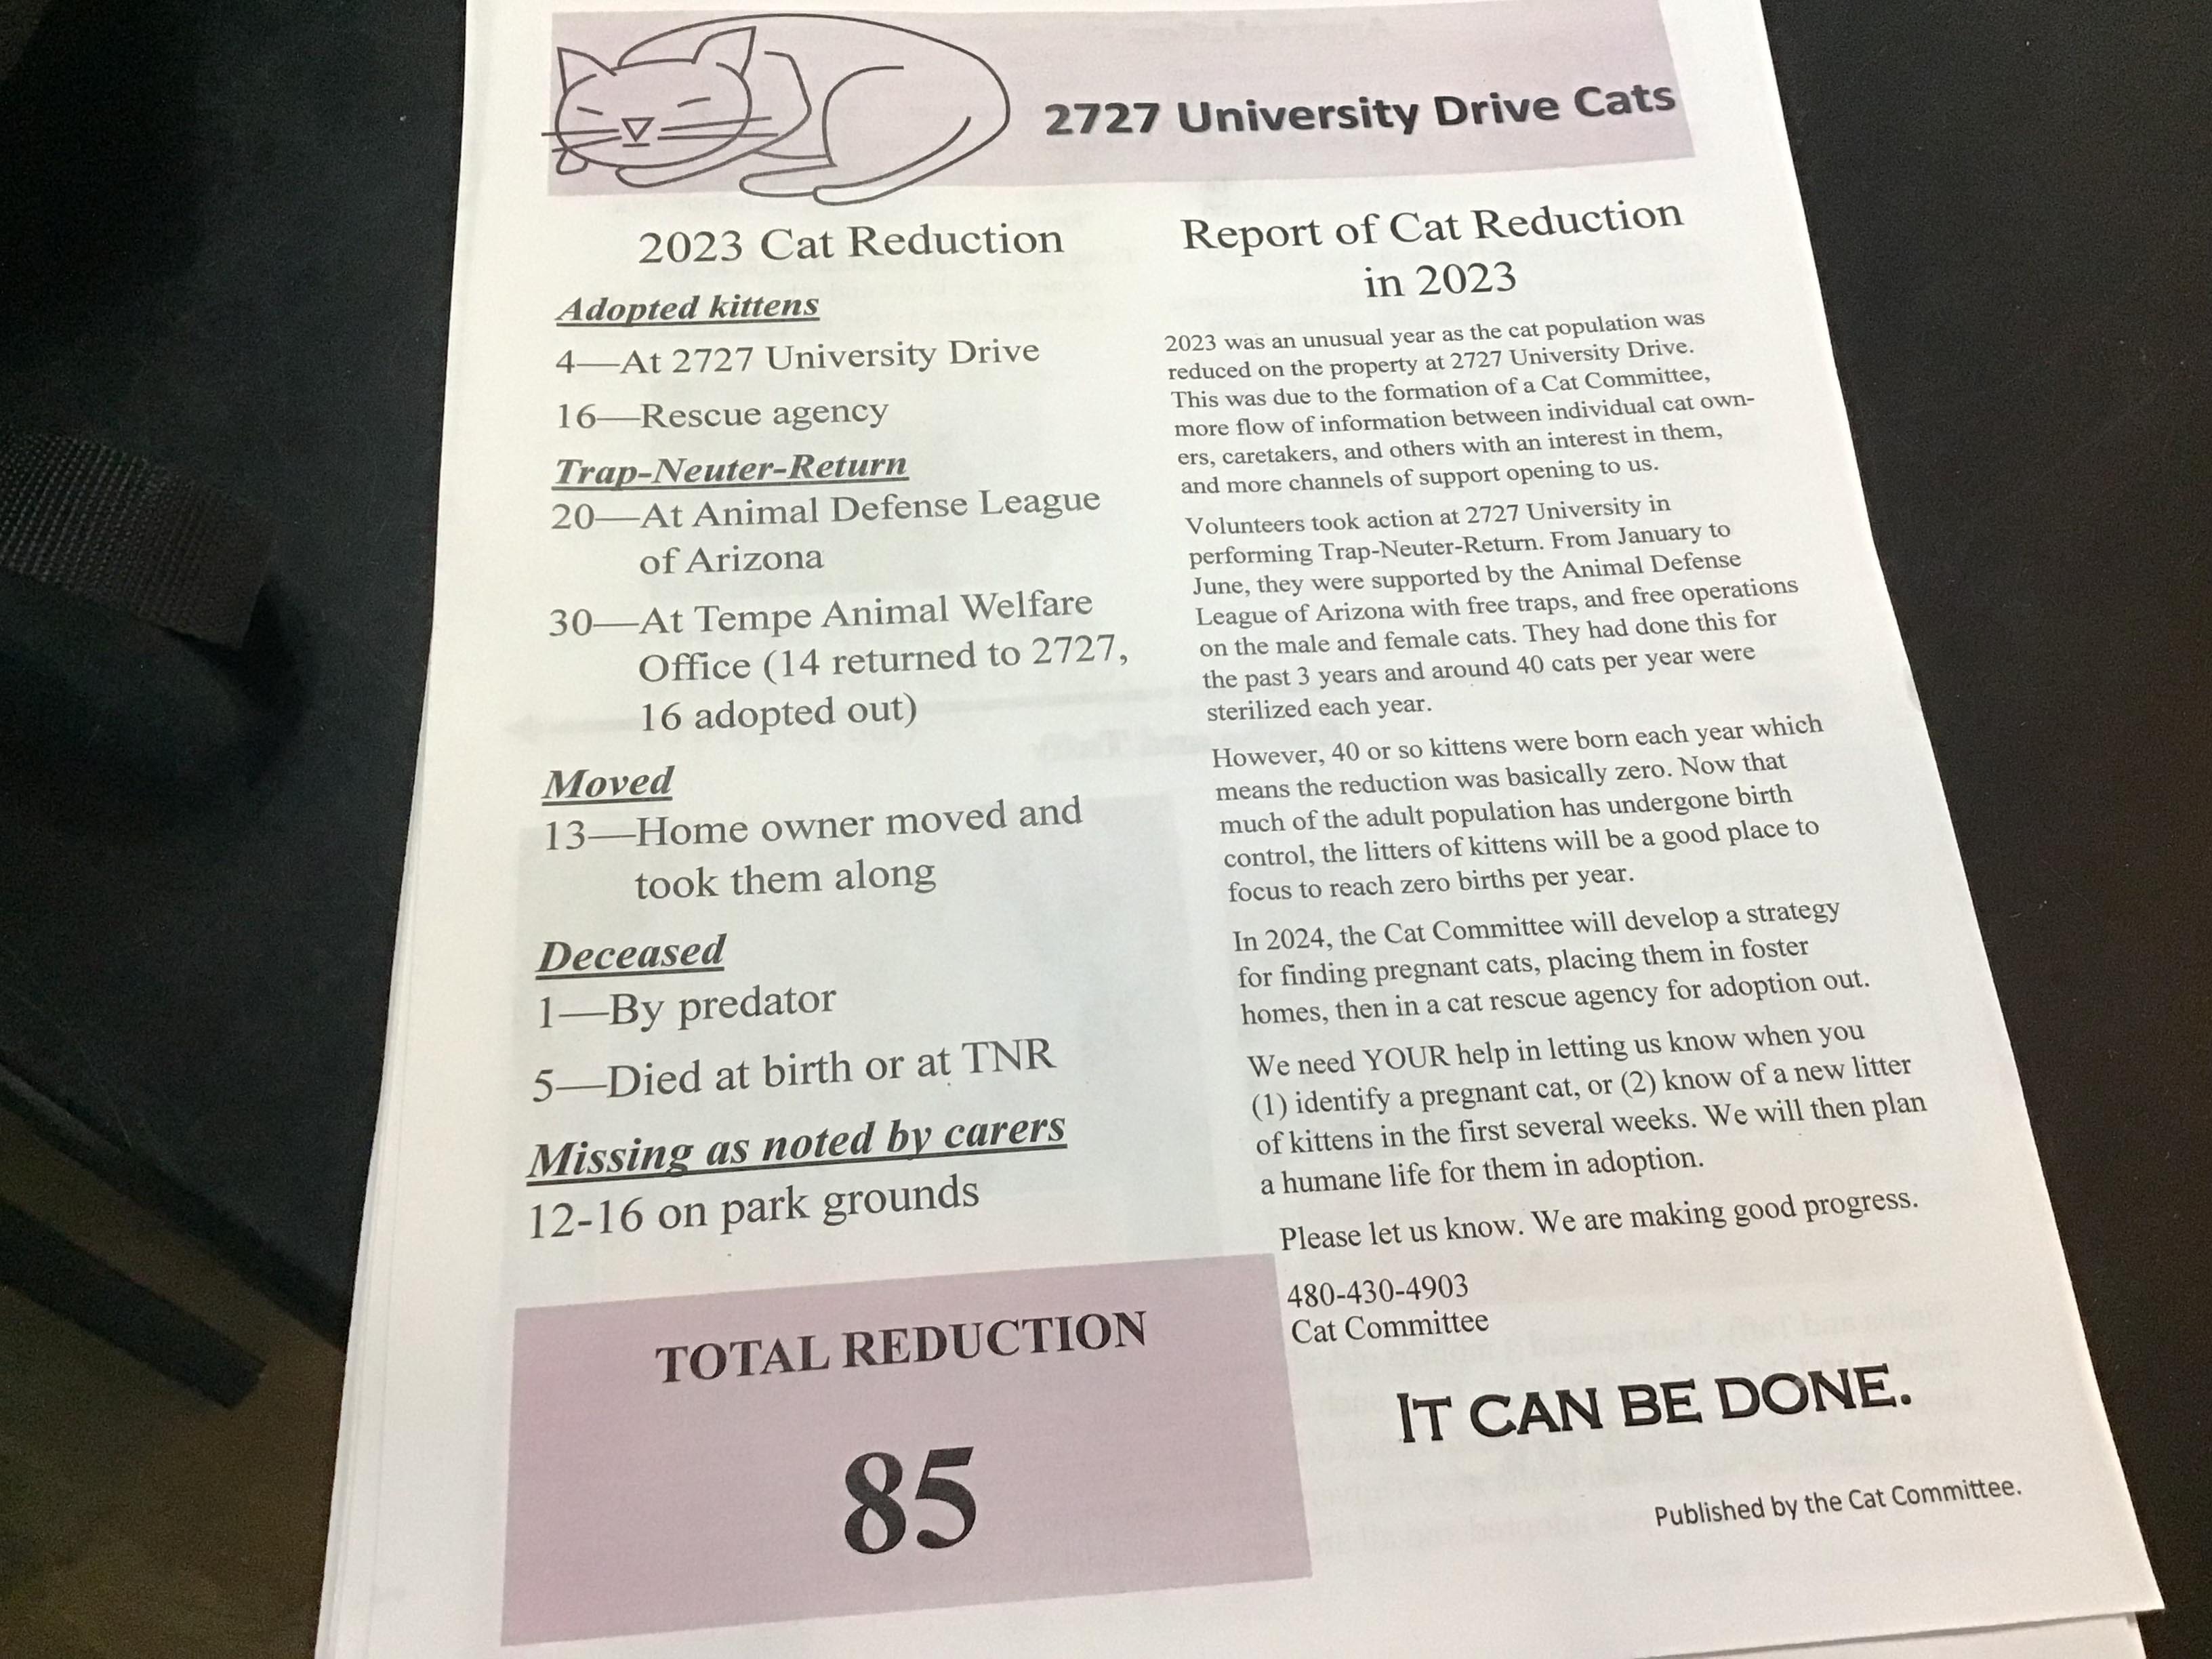 2727 University Drive Cats
2023 Cat Reduction
Adopted kittens
4—At 2727 University Drive
16—Rescue agency
Trap-Neuter-Return
20—At Animal Defense League
of Arizona
30—At Tempe Animal Welfare
Office (14 returned to 2727,
16 adopted out)
Moved
13—Home owner moved and
took them along
Deceased
1—By predator
5—Died at birth or at TNR
Missing as noted by carers
12-16 on park grounds
TOTAL REDUCTION
85
Report of Cat Reduction
in 2023
2023 was an unusual year as the cat population was
reduced on the property at 2727 University Drive.
This was due to the formation of a Cat Committee,
more flow of information between individual cat own-
ers, caretakers, and others with an interest in them,
and more channels of support opening to us.
Volunteers took action at 2727 University in
performing Trap-Neuter-Return. From January to
June, they were supported by the Animal Defense
League of Arizona with free traps, and free operations
on the male and female cats. They had done this for
the past 3 years and around 40 cats per year were
sterilized each year.
However, 40 or so kittens were born each year which
means the reduction was basically zero. Now that
much of the adult population has undergone birth
control, the litters of kittens will be a good place to
focus to reach zero births per year.
In 2024, the Cat Committee will develop a strategy
for finding pregnant cats, placing them in foster
homes, then in a cat rescue agency for adoption out.
We need YOUR help in letting us know when you
(1) identify a pregnant cat, or (2) know of a new litter
of kittens in the first several weeks. We will then plan
a humane life for them in adoption.
Please let us know. We are making good progress.
480-430-4903
Cat Committee
IT CAN BE DONE.
Published by the Cat Committee.